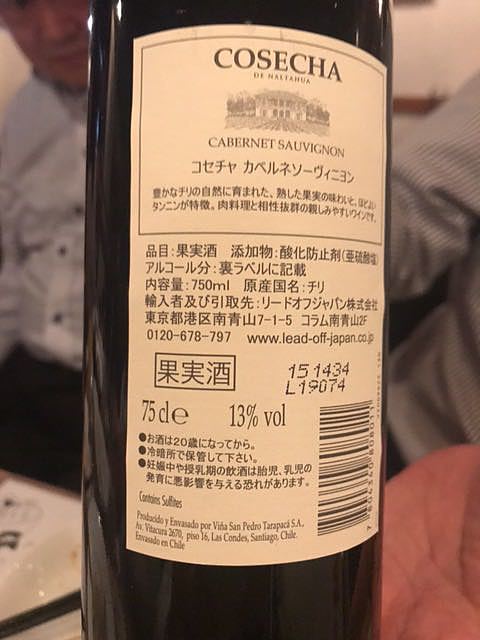 COSECHA
DE NALTAHUA
CABERNET SAUVIGNON
コセチャ カベルネソーヴィニヨン
豊かなチリの自然に育まれた、熟した果実の味わいと、ほどよい
タンニンが特徴。肉料理と相性抜群の親しみやすいワインです。
品目:果実酒 添加物:酸化防止剤(亜硫酸塩)
アルコール分:裏ラベルに記載
内容量:750ml 原産国名:チリ
輸入者及び引取先:リードオフジャパン株式会社
東京都港区南青山7-1-5 コラム南青山2F
0120-678-797 www.lead-off-japan.co.jp
果実酒
151434
L19074
75 cl e 13% vol
●お酒は20歳になってから。
●冷暗所で保管して下さい。
●妊娠中や授乳期の飲酒は胎児、乳児の
発育に悪影響を与える恐れがあります。
Contains Sulfites
Producido y Envasado por Viña San Pedro Tarapacá S.A.
Av. Vitacura 2670, piso 16, Las Condes, Santiago, Chile.
Envasado en Chile